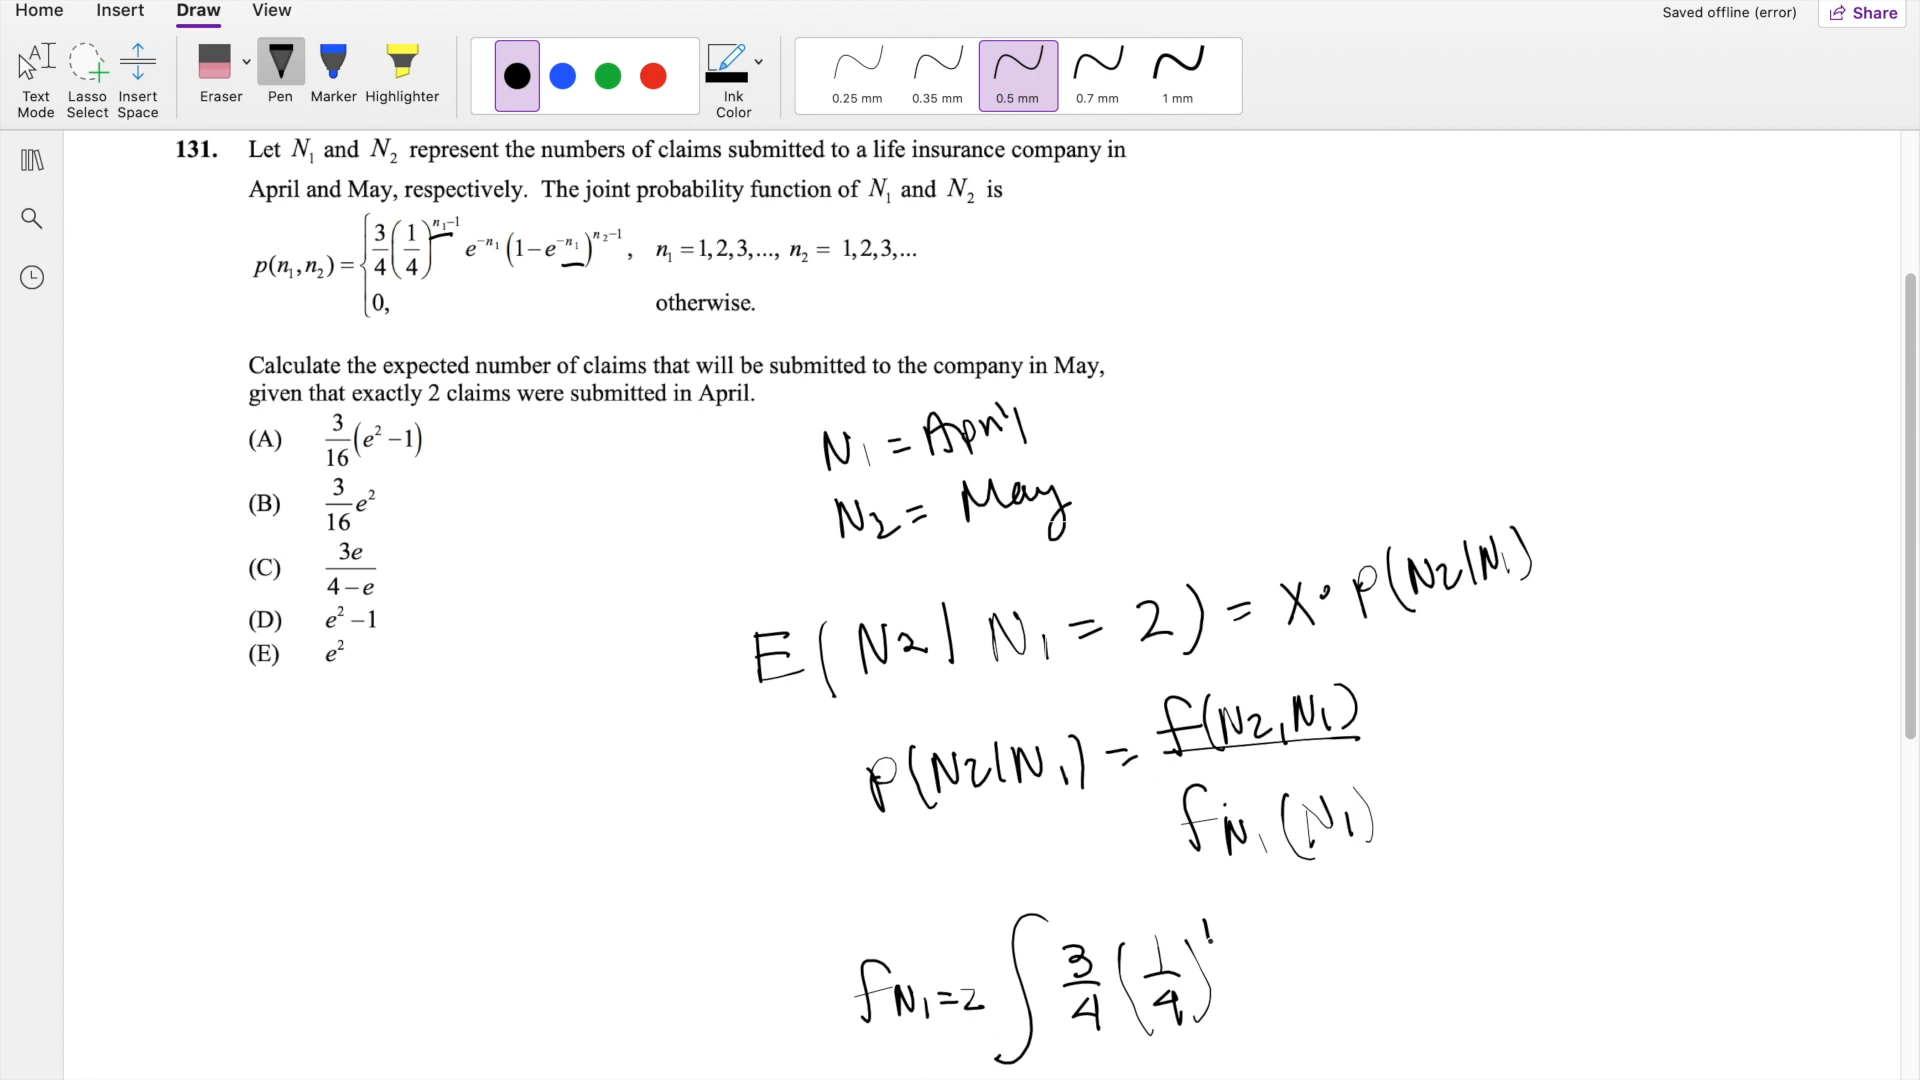 Home Insert Draw View Saved offline (error) Share
Text Mode Lasso Select Insert Space Eraser Pen Marker Highlighter Ink Color 0.25 mm 0.35 mm 0.5 mm 0.7 mm 1 mm
131. Let N₁ and N₂ represent the numbers of claims submitted to a life insurance company in
April and May, respectively. The joint probability function of N₁ and N₂ is
p(n₁,n₂) = { 3/4 (1/4)^(n₁−1) e^(−n₁) (1−e^(−n₁))^(n₂−1), n₁ = 1,2,3,..., n₂ = 1,2,3,...
0, otherwise.
Calculate the expected number of claims that will be submitted to the company in May,
given that exactly 2 claims were submitted in April.
(A) 3/16 (e² −1)
(B) 3/16 e²
(C) 3e/(4−e)
(D) e² −1
(E) e²
N₁ = April
N₂ = May
E(N₂ | N₁ = 2) = X · P(N₂|N₁)
P(N₂|N₁) = f(N₂,N₁) / f_N₁(N₁)
f_N₁=2 ∫ 3/4 (1/4)^1